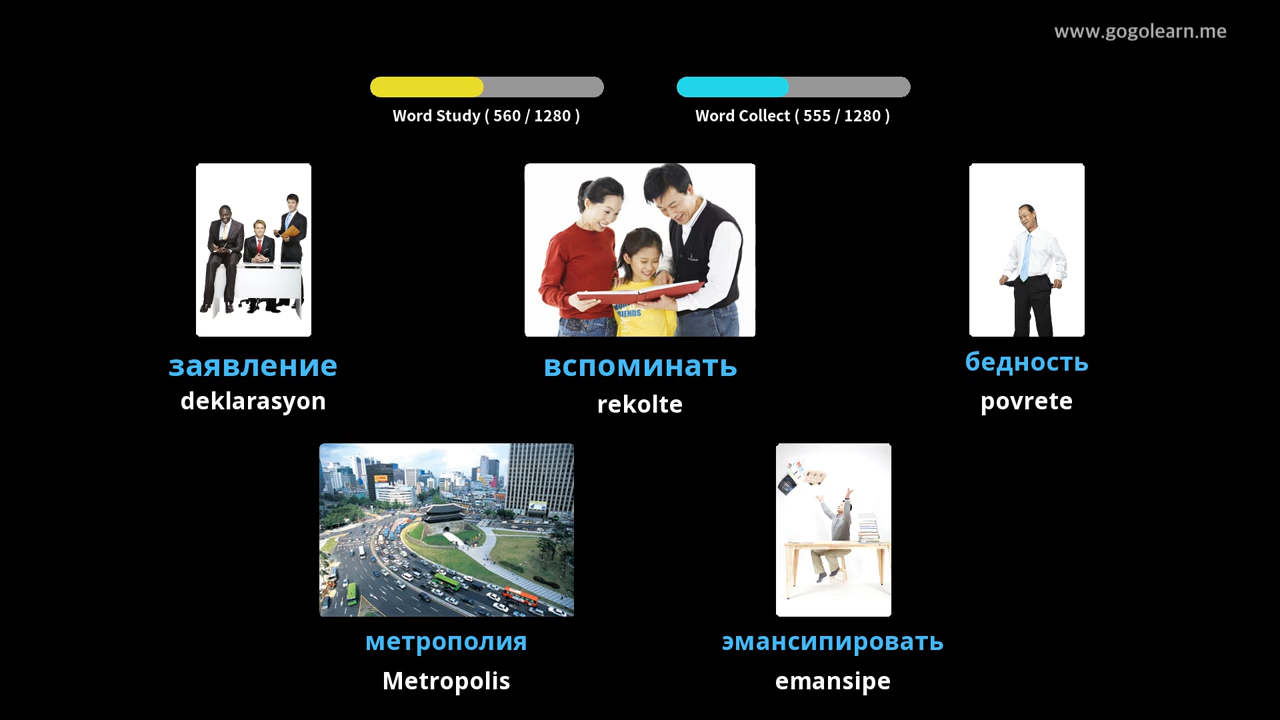 www.gogolearn.me
Word Study ( 560 / 1280 )
Word Collect ( 555 / 1280 )
заявление
deklarasyon
вспоминать
rekolte
бедность
povrete
метрополия
Metropolis
эмансипировать
emansipe